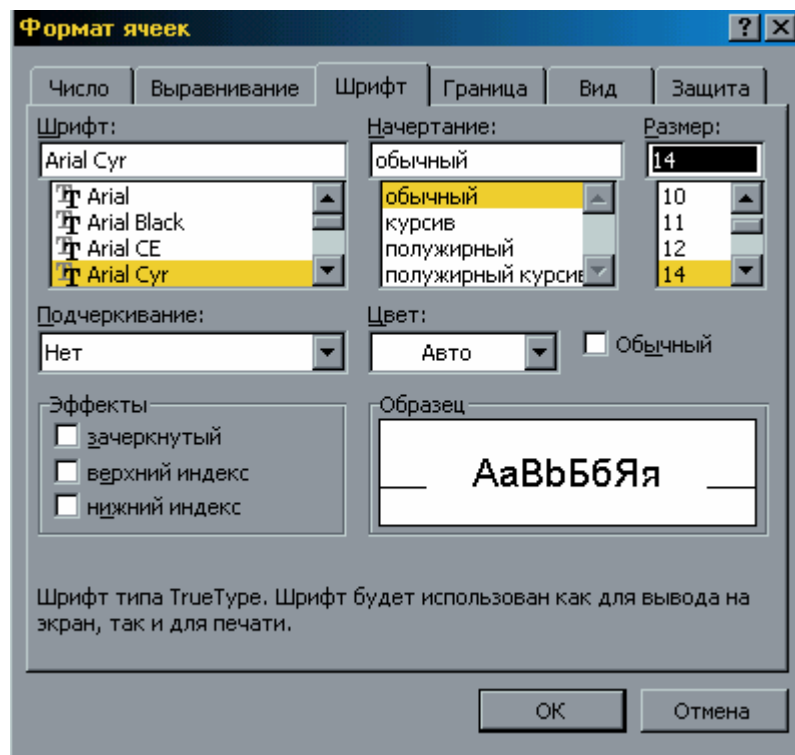 Формат ячеек
Число Выравнивание Шрифт Граница Вид Защита
Шрифт: Начертание: Размер:
Arial Cyr обычный 14
Arial обычный 10
Arial Black курсив 11
Arial CE полужирный 12
Arial Cyr полужирный курсив 14
Подчеркивание: Цвет:
Нет Авто Обычный
Эффекты Образец
зачеркнутый
верхний индекс АаВbБбЯя
нижний индекс
Шрифт типа TrueType. Шрифт будет использован как для вывода на
экран, так и для печати.
ОК Отмена